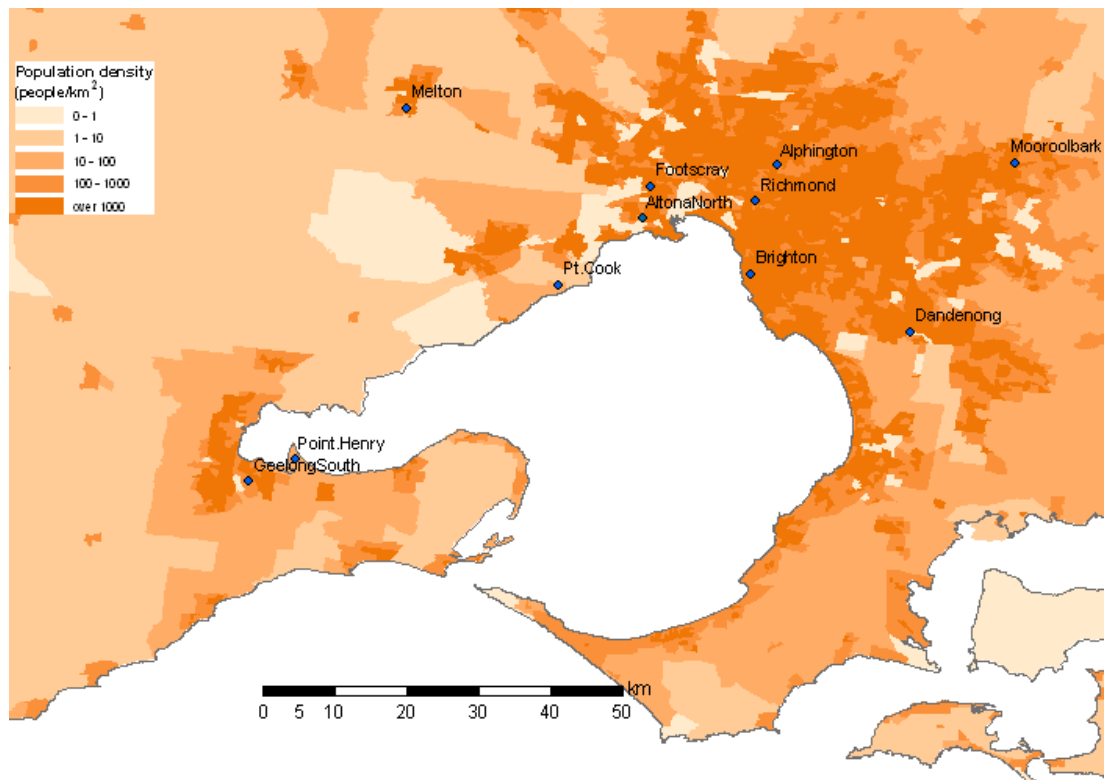 Population density
(people/km²)
0 - 1
1 - 10
10 - 100
100 - 1000
over 1000
Melton
Mooroolbark
Alphington
Footscray
Richmond
AltonaNorth
Brighton
Pt.Cook
Dandenong
Point.Henry
GeelongSouth
km
0 5 10 20 30 40 50